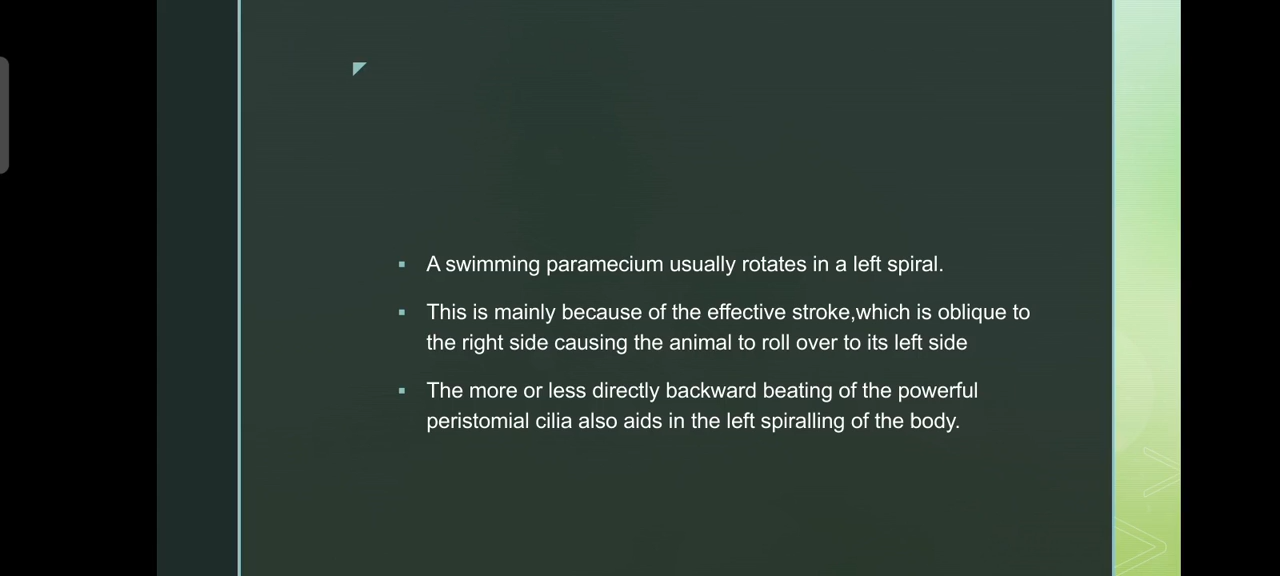 A swimming paramecium usually rotates in a left spiral.
This is mainly because of the effective stroke,which is oblique to
the right side causing the animal to roll over to its left side
The more or less directly backward beating of the powerful
peristomial cilia also aids in the left spiralling of the body.